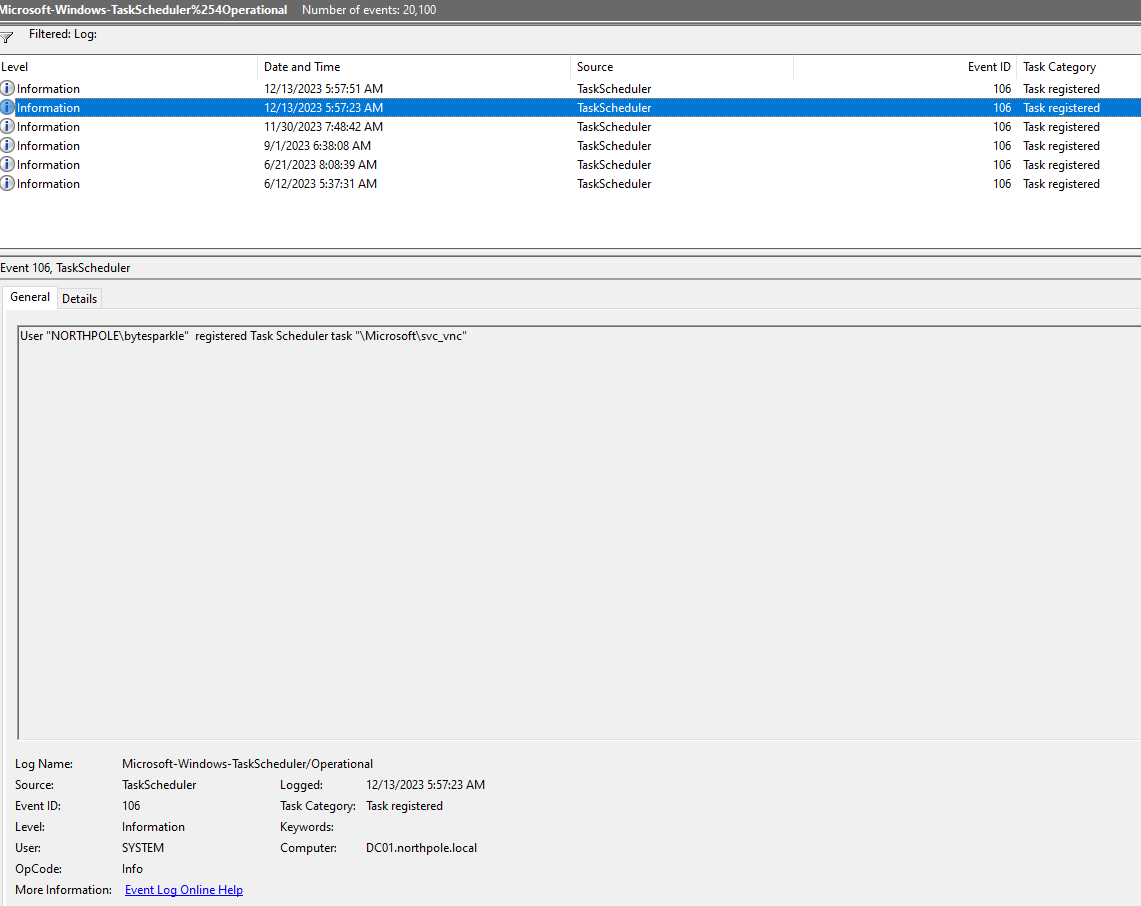 Microsoft-Windows-TaskScheduler%254Operational Number of events: 20,100
Filtered: Log:
Level Date and Time Source Event ID Task Category
Information 12/13/2023 5:57:51 AM TaskScheduler 106 Task registered
Information 12/13/2023 5:57:23 AM TaskScheduler 106 Task registered
Information 11/30/2023 7:48:42 AM TaskScheduler 106 Task registered
Information 9/1/2023 6:38:08 AM TaskScheduler 106 Task registered
Information 6/21/2023 8:08:39 AM TaskScheduler 106 Task registered
Information 6/12/2023 5:37:31 AM TaskScheduler 106 Task registered
Event 106, TaskScheduler
General Details
User "NORTHPOLE\bytesparkle" registered Task Scheduler task "\Microsoft\svc_vnc"
Log Name: Microsoft-Windows-TaskScheduler/Operational
Source: TaskScheduler Logged: 12/13/2023 5:57:23 AM
Event ID: 106 Task Category: Task registered
Level: Information Keywords:
User: SYSTEM Computer: DC01.northpole.local
OpCode: Info
More Information: Event Log Online Help